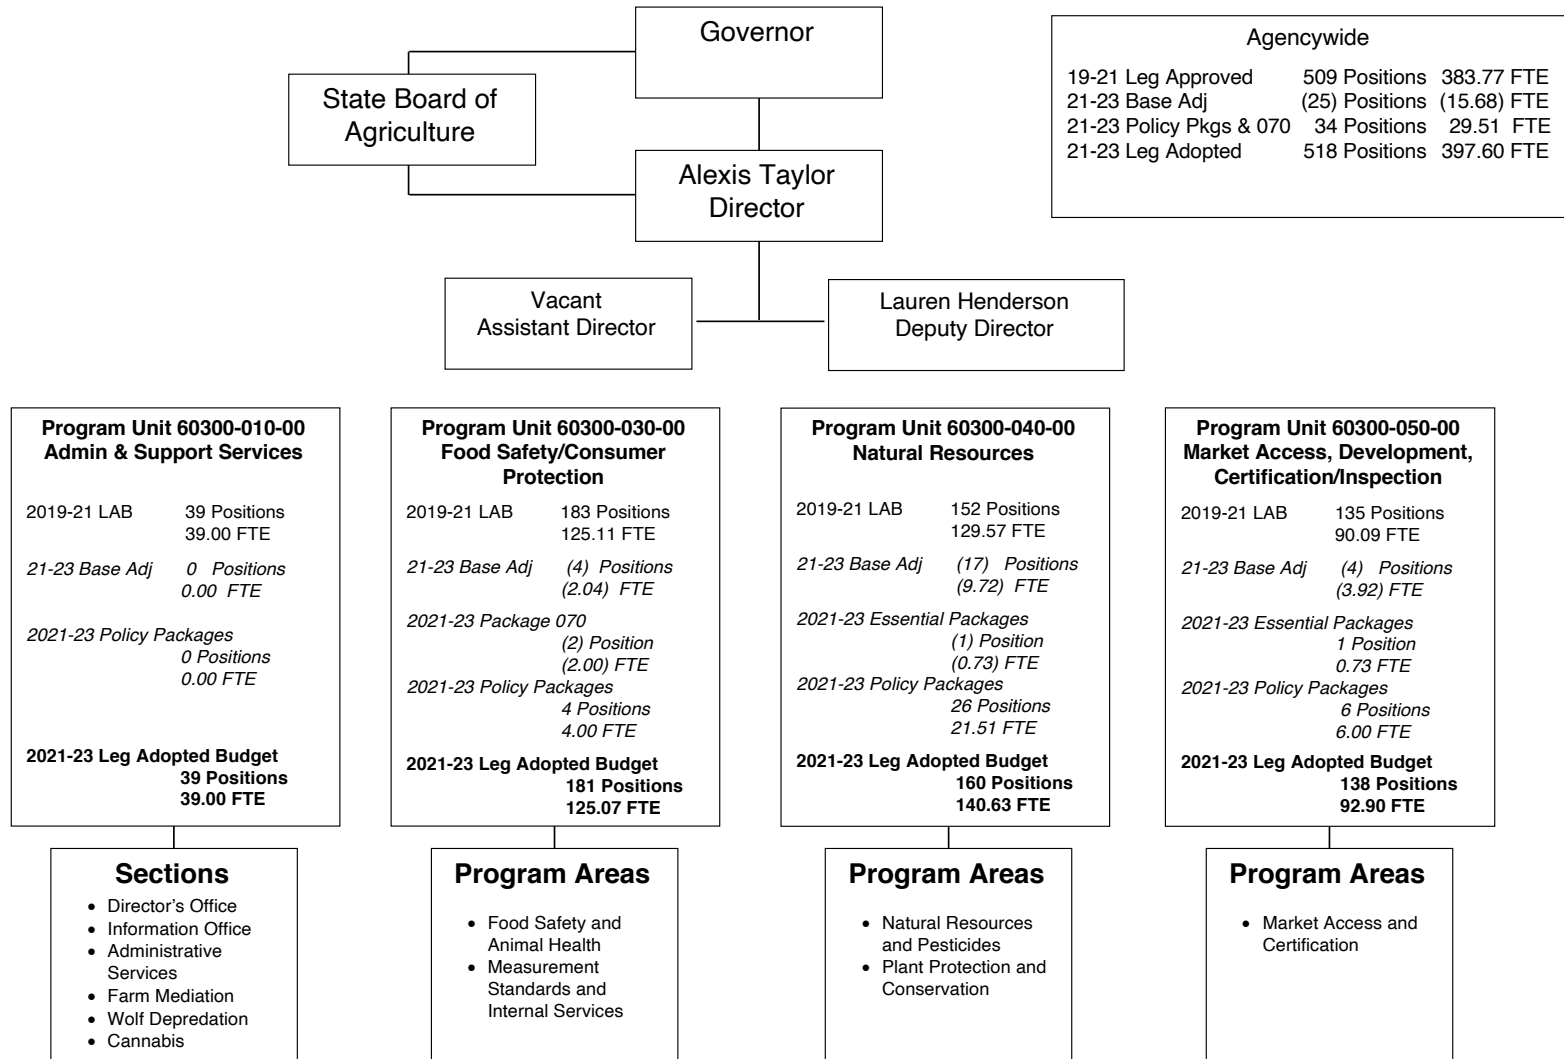 Governor
Agencywide
19-21 Leg Approved 509 Positions 383.77 FTE
21-23 Base Adj (25) Positions (15.68) FTE
21-23 Policy Pkgs & 070 34 Positions 29.51 FTE
21-23 Leg Adopted 518 Positions 397.60 FTE
State Board of
Agriculture
Alexis Taylor
Director
Vacant
Assistant Director
Lauren Henderson
Deputy Director
Program Unit 60300-010-00
Admin & Support Services
2019-21 LAB 39 Positions
39.00 FTE
21-23 Base Adj 0 Positions
0.00 FTE
2021-23 Policy Packages
0 Positions
0.00 FTE
2021-23 Leg Adopted Budget
39 Positions
39.00 FTE
Program Unit 60300-030-00
Food Safety/Consumer
Protection
2019-21 LAB 183 Positions
125.11 FTE
21-23 Base Adj (4) Positions
(2.04) FTE
2021-23 Package 070
(2) Position
(2.00) FTE
2021-23 Policy Packages
4 Positions
4.00 FTE
2021-23 Leg Adopted Budget
181 Positions
125.07 FTE
Program Unit 60300-040-00
Natural Resources
2019-21 LAB 152 Positions
129.57 FTE
21-23 Base Adj (17) Positions
(9.72) FTE
2021-23 Essential Packages
(1) Position
(0.73) FTE
2021-23 Policy Packages
26 Positions
21.51 FTE
2021-23 Leg Adopted Budget
160 Positions
140.63 FTE
Program Unit 60300-050-00
Market Access, Development,
Certification/Inspection
2019-21 LAB 135 Positions
90.09 FTE
21-23 Base Adj (4) Positions
(3.92) FTE
2021-23 Essential Packages
1 Position
0.73 FTE
2021-23 Policy Packages
6 Positions
6.00 FTE
2021-23 Leg Adopted Budget
138 Positions
92.90 FTE
Sections
• Director's Office
• Information Office
• Administrative
Services
• Farm Mediation
• Wolf Depredation
• Cannabis
Program Areas
• Food Safety and
Animal Health
• Measurement
Standards and
Internal Services
Program Areas
• Natural Resources
and Pesticides
• Plant Protection and
Conservation
Program Areas
• Market Access and
Certification